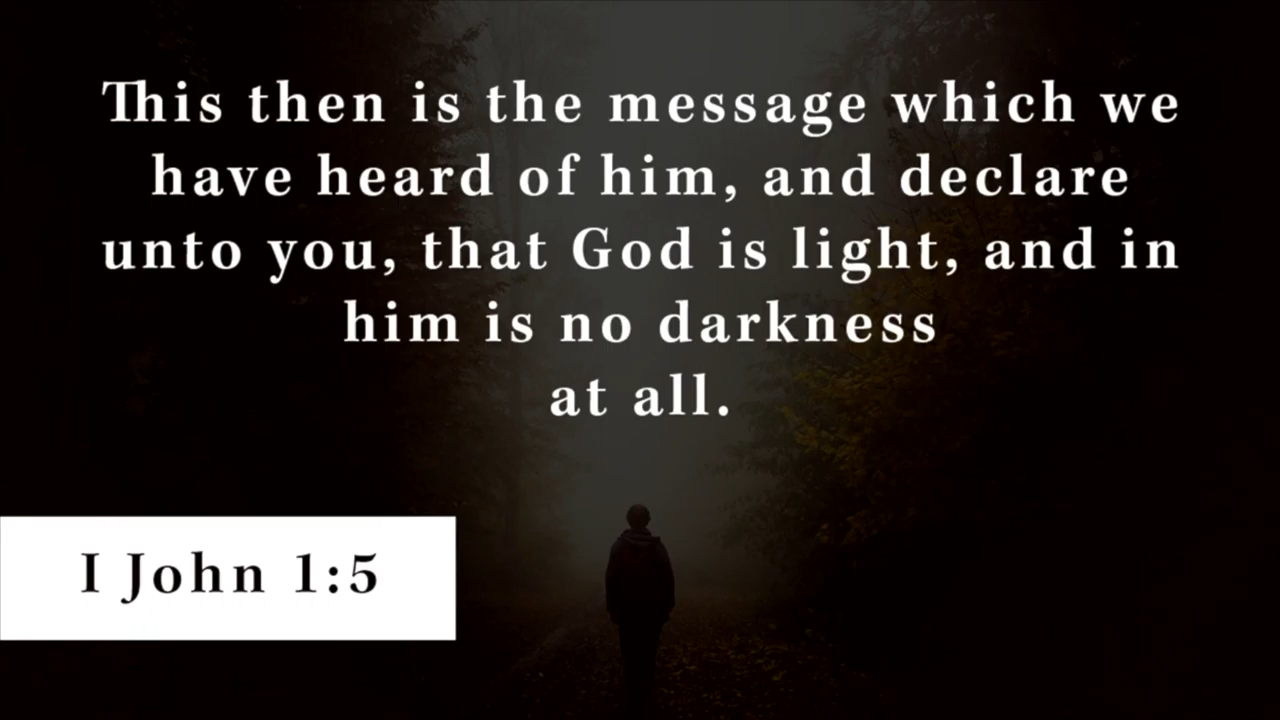 This then is the message which we
have heard of him, and declare
unto you, that God is light, and in
him is no darkness
at all.
I John 1:5